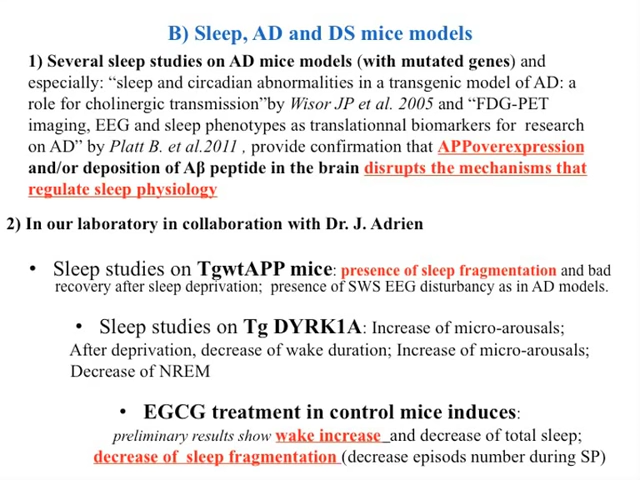 B) Sleep, AD and DS mice models
1) Several sleep studies on AD mice models (with mutated genes) and
especially: “sleep and circadian abnormalities in a transgenic model of AD: a
role for cholinergic transmission”by Wisor JP et al. 2005 and “FDG-PET
imaging, EEG and sleep phenotypes as translationnal biomarkers for research
on AD” by Platt B. et al.2011 , provide confirmation that APPoverexpression
and/or deposition of Aβ peptide in the brain disrupts the mechanisms that
regulate sleep physiology
2) In our laboratory in collaboration with Dr. J. Adrien
• Sleep studies on TgwtAPP mice: presence of sleep fragmentation and bad
recovery after sleep deprivation; presence of SWS EEG disturbancy as in AD models.
• Sleep studies on Tg DYRK1A: Increase of micro-arousals;
After deprivation, decrease of wake duration; Increase of micro-arousals;
Decrease of NREM
• EGCG treatment in control mice induces:
preliminary results show wake increase and decrease of total sleep;
decrease of sleep fragmentation (decrease episods number during SP)